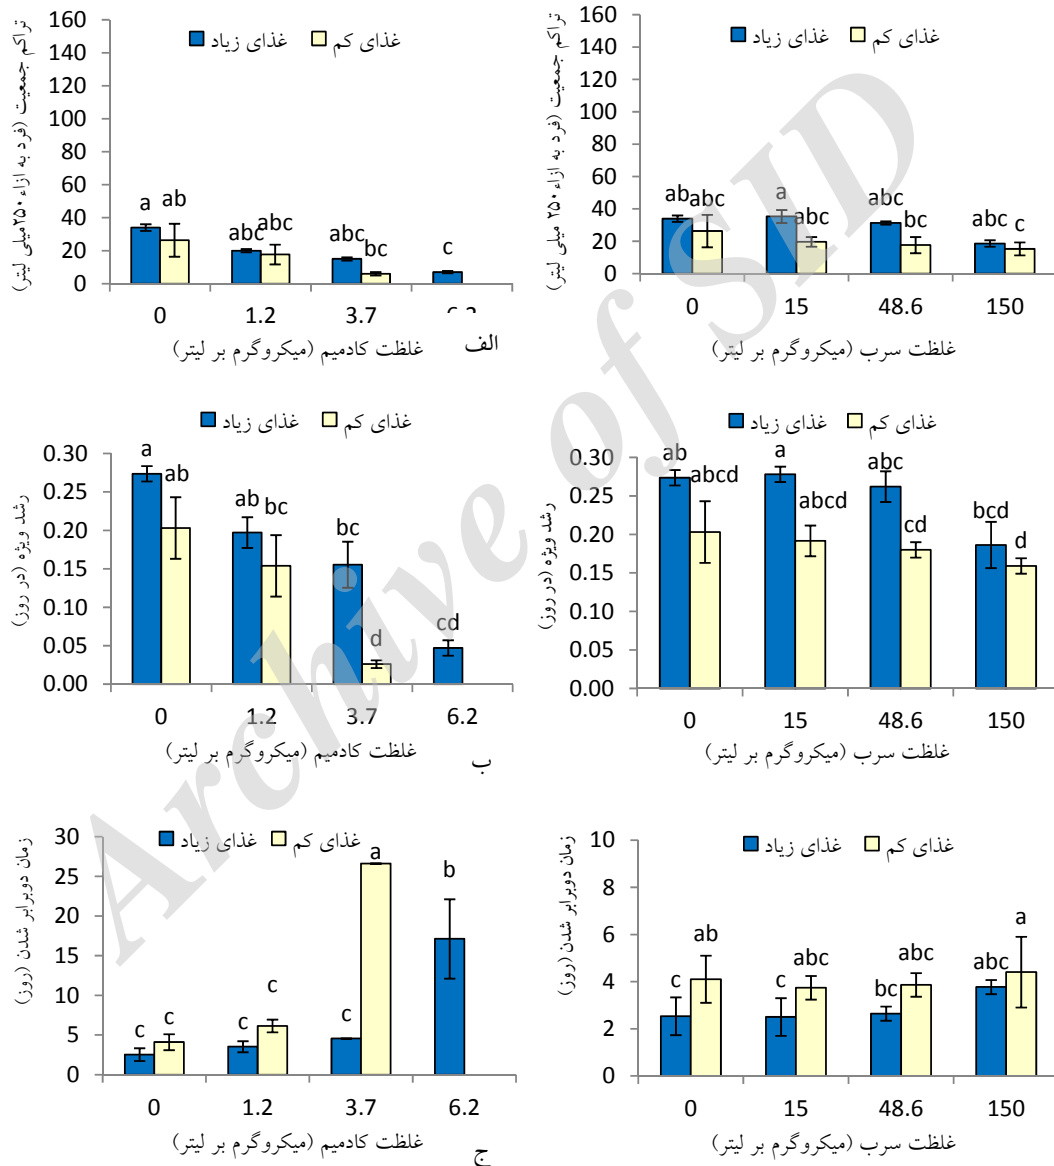 تراکم جمعیت (فرد به ازاء ۲۵۰میلی لیتر)
160
140
120
100
80
60
40
20
0
غذای زیاد غذای کم
a ab
abc abc
abc bc
c
0 1.2 3.7
غلظت کادمیم (میکروگرم بر لیتر)
الف
تراکم جمعیت (فرد به ازاء ۲۵۰ میلی لیتر)
160
140
120
100
80
60
40
20
0
غذای زیاد غذای کم
ab abc
a abc
abc bc
abc c
0 15 48.6 150
غلظت سرب (میکروگرم بر لیتر)
رشد ویژه (در روز)
0.30
0.25
0.20
0.15
0.10
0.05
0.00
غذای زیاد غذای کم
a ab
ab bc
bc d
cd
0 1.2 3.7 6.2
غلظت کادمیم (میکروگرم بر لیتر)
ب
رشد ویژه (در روز)
0.30
0.25
0.20
0.15
0.10
0.05
0.00
غذای زیاد غذای کم
ab abcd
a abcd
abc cd
bcd d
0 15 48.6 150
غلظت سرب (میکروگرم بر لیتر)
زمان دوبرابر شدن (روز)
30
25
20
15
10
5
0
غذای زیاد غذای کم
c c
c c
c a
b
0 1.2 3.7 6.2
غلظت کادمیم (میکروگرم بر لیتر)
ج
زمان دوبرابر شدن (روز)
10
8
6
4
2
0
غذای زیاد غذای کم
c ab
c abc
bc abc
abc a
0 15 48.6 150
غلظت سرب (میکروگرم بر لیتر)
Archive of SID